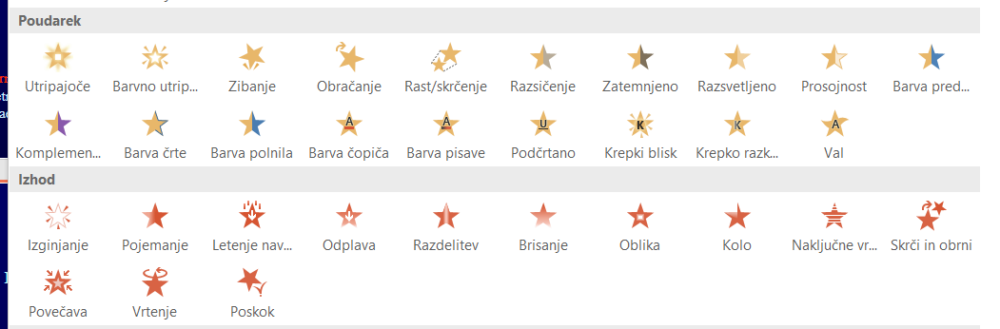 Poudarek
Utripajoče Barvno utrip... Zibanje Obračanje Rast/skrčenje Razsičenje Zatemnjeno Razsvetljeno Prosojnost Barva pred...
Komplemen... Barva črte Barva polnila Barva čopiča Barva pisave Podčrtano Krepki blisk Krepko razk... Val
Izhod
Izginjanje Pojemanje Letenje nav... Odplava Razdelitev Brisanje Oblika Kolo Naključne vr... Skrči in obrni
Povečava Vrtenje Poskok